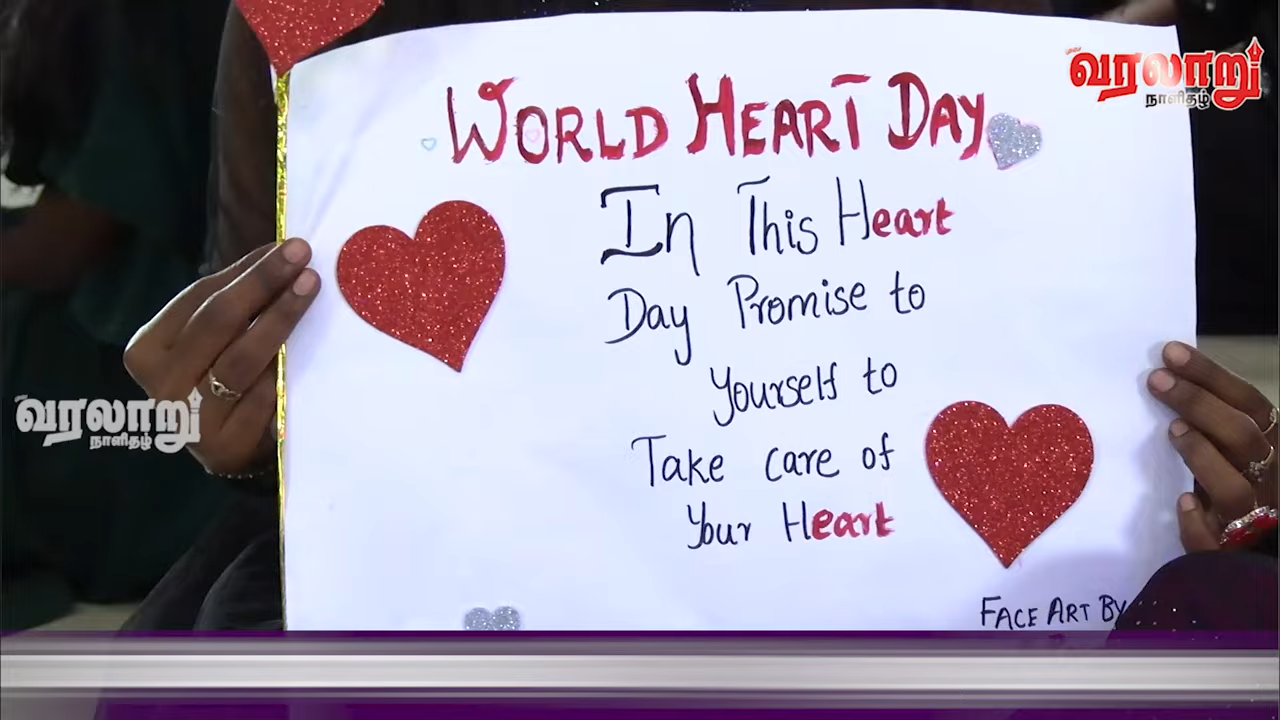 வரலாறு
நாளிதழ்
WORLD HEART DAY
In This Heart
Day Promise to
Yourself to
Take care of
Your Heart
வரலாறு
நாளிதழ்
FACE ART BY